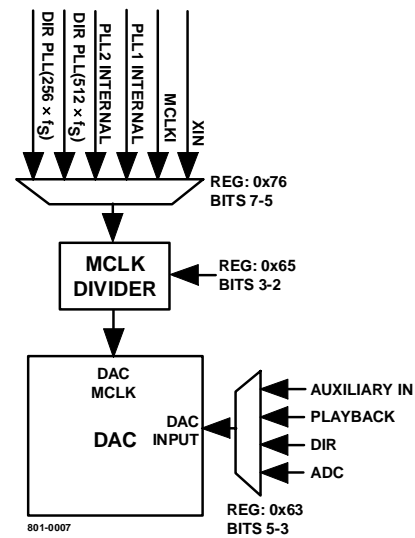 DIR PLL(256 × fS)
DIR PLL(512 × fS)
PLL2 INTERNAL
PLL1 INTERNAL
MCLKI
XIN
REG: 0x76
BITS 7-5
MCLK
DIVIDER
REG: 0x65
BITS 3-2
DAC
MCLK
DAC
DAC
INPUT
AUXILIARY IN
PLAYBACK
DIR
ADC
REG: 0x63
BITS 5-3
801-0007